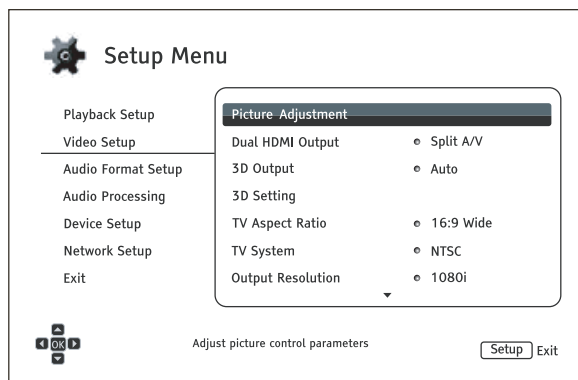 Setup Menu
Playback Setup
Video Setup
Audio Format Setup
Audio Processing
Device Setup
Network Setup
Exit
Picture Adjustment
Dual HDMI Output Split A/V
3D Output Auto
3D Setting
TV Aspect Ratio 16:9 Wide
TV System NTSC
Output Resolution 1080i
OK
Adjust picture control parameters
Setup Exit